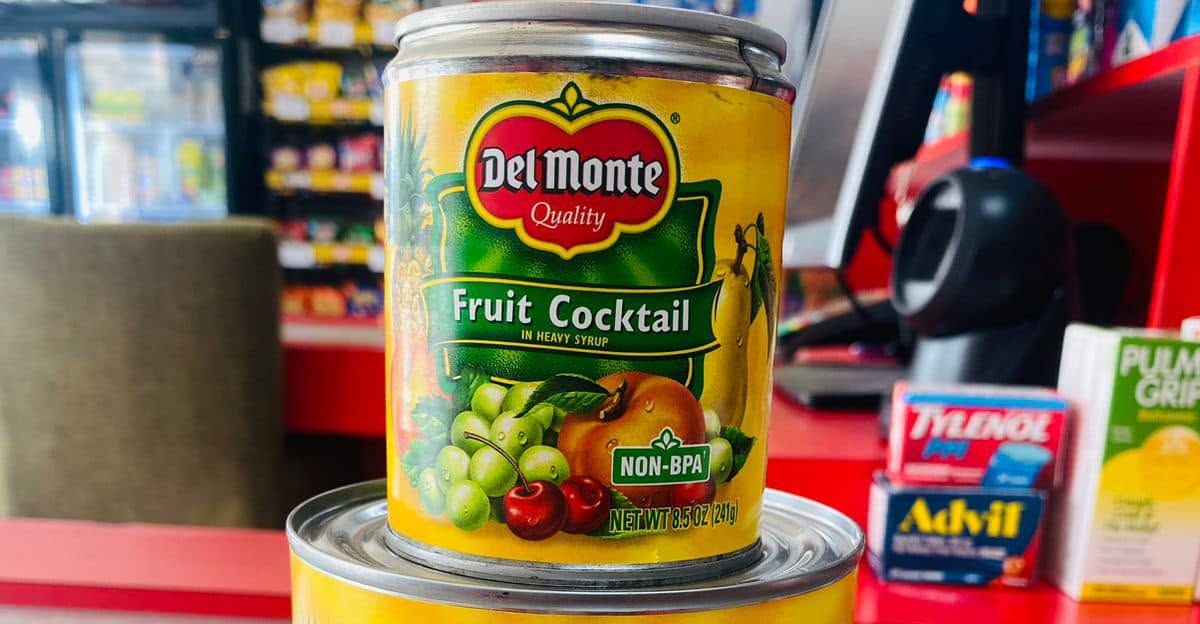 Del Monte
®
Quality
Fruit Cocktail
IN HEAVY SYRUP
NON-BPA
NET WT 8.5 OZ (241g)
TYLENOL
PM
Advil
PULM
GRIP